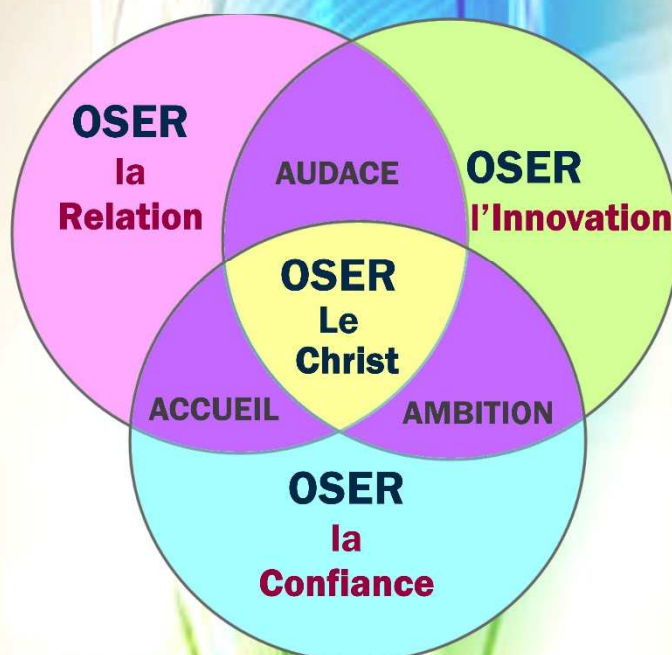 OSER
la
Relation
AUDACE
OSER
l'Innovation
OSER
Le
Christ
ACCUEIL
AMBITION
OSER
la
Confiance